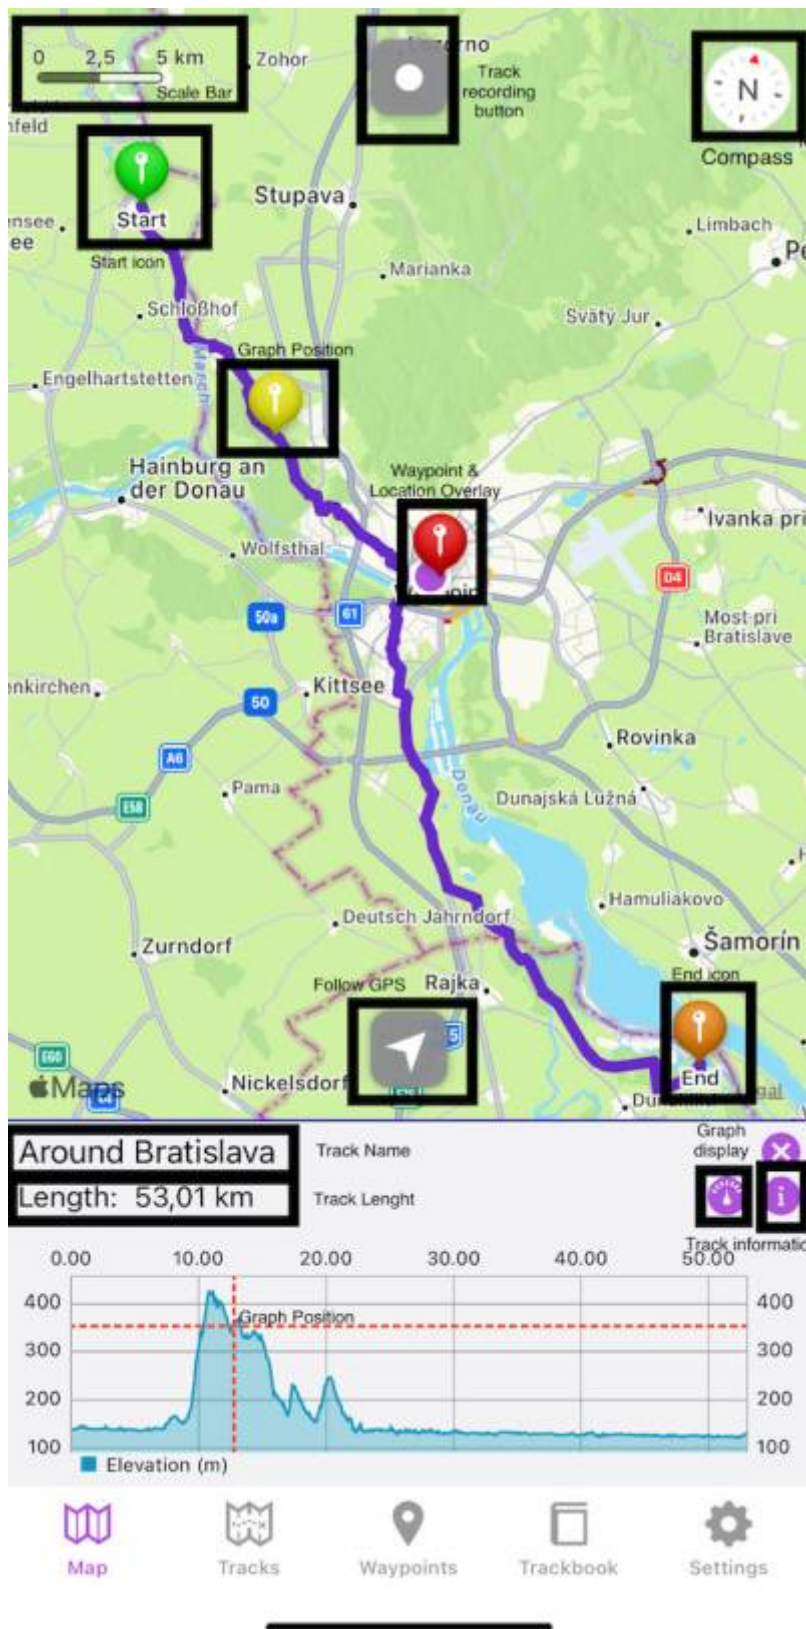 0 2,5 5 km
Scale Bar
Zohor
Track
recording
button
N
Compass
nfeld
Start
Start icon
Stupava
Limbach
Marianka
Schloßhof
Svätý Jur
March
Graph Position
Engelhartstetten
Hainburg an
der Donau
Waypoint &
Location Overlay
Wolfsthal
Ivanka pri
D4
50a
61
Most pri
Bratislave
enkirchen
Kittsee
50
Rovinka
A6
Pama
Donau
E58
Dunajská Lužná
Hamuliakovo
Deutsch Jahrndorf
Zurndorf
Šamorín
End icon
Follow GPS
Rajka
5
E60
End
Maps
Nickelsdorf
Around Bratislava
Track Name
Graph
display
Length: 53,01 km
Track Lenght
i
Track informatio
0.00 10.00 20.00 30.00 40.00 50.00
400 400
Graph Position
300 300
200 200
100 100
Elevation (m)
Map Tracks Waypoints Trackbook Settings